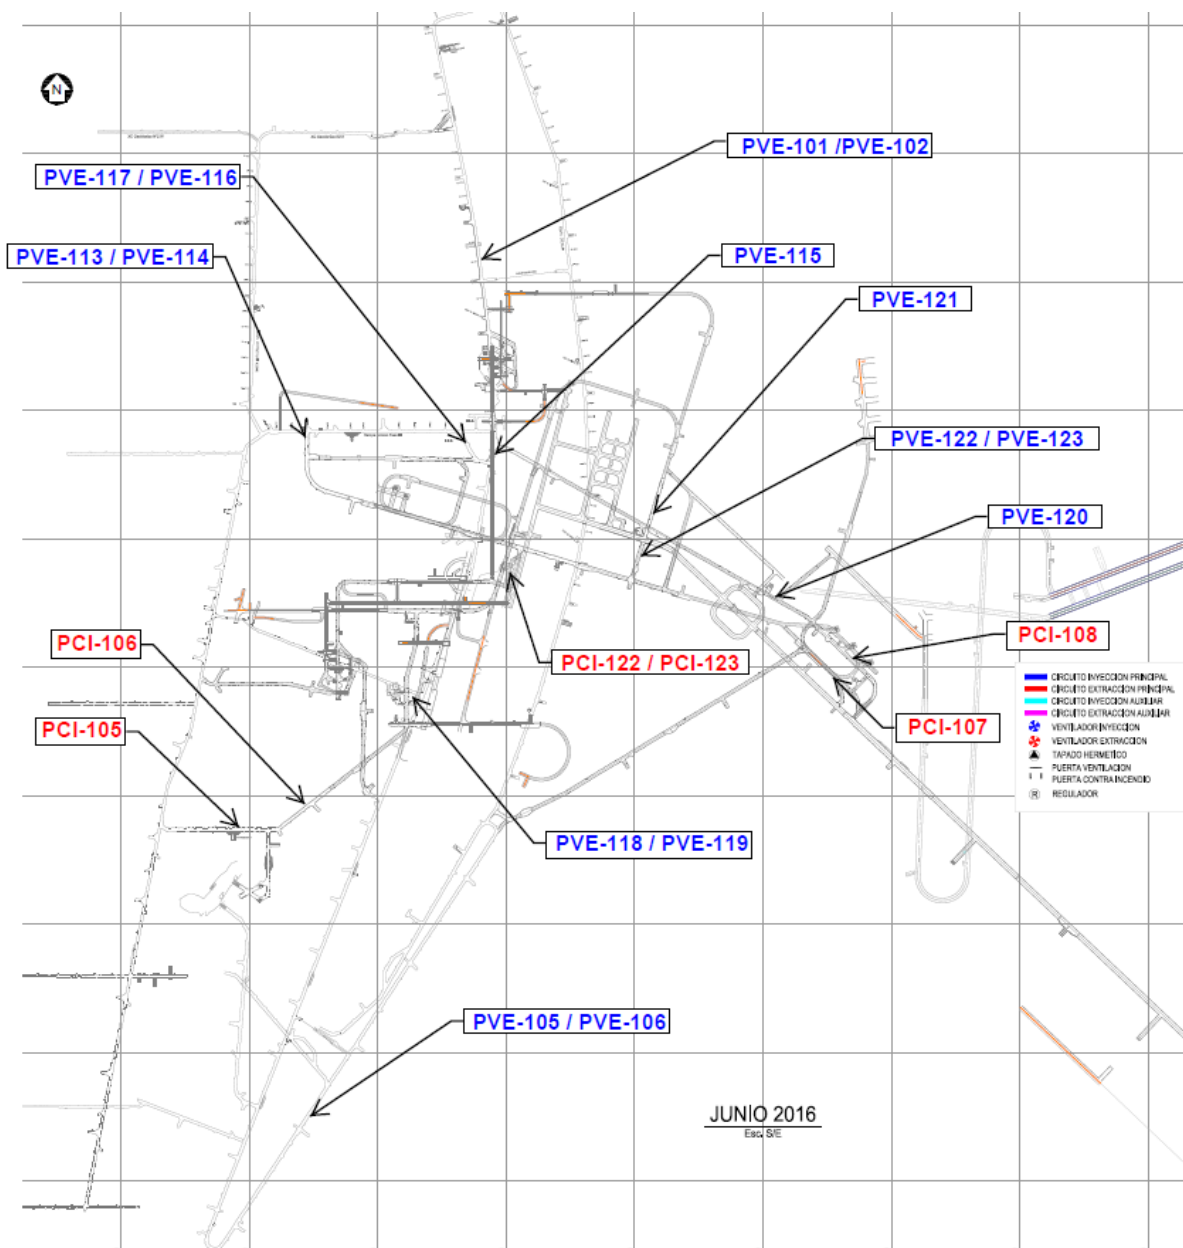 N
PVE-101 /PVE-102
PVE-117 / PVE-116
PVE-113 / PVE-114
PVE-115
PVE-121
PVE-122 / PVE-123
PVE-120
PCI-106
PCI-108
PCI-122 / PCI-123
PCI-105
PCI-107
CIRCUITO INYECCION PRINCIPAL
CIRCUITO EXTRACCION PRINCIPAL
CIRCUITO INYECCION AUXILIAR
CIRCUITO EXTRACCION AUXILIAR
VENTILADOR INYECCION
VENTILADOR EXTRACCION
TAPADO HERMETICO
PUERTA VENTILACION
PUERTA CONTRA INCENDIO
R REGULADOR
PVE-118 / PVE-119
PVE-105 / PVE-106
JUNIO 2016
Esc. S/E